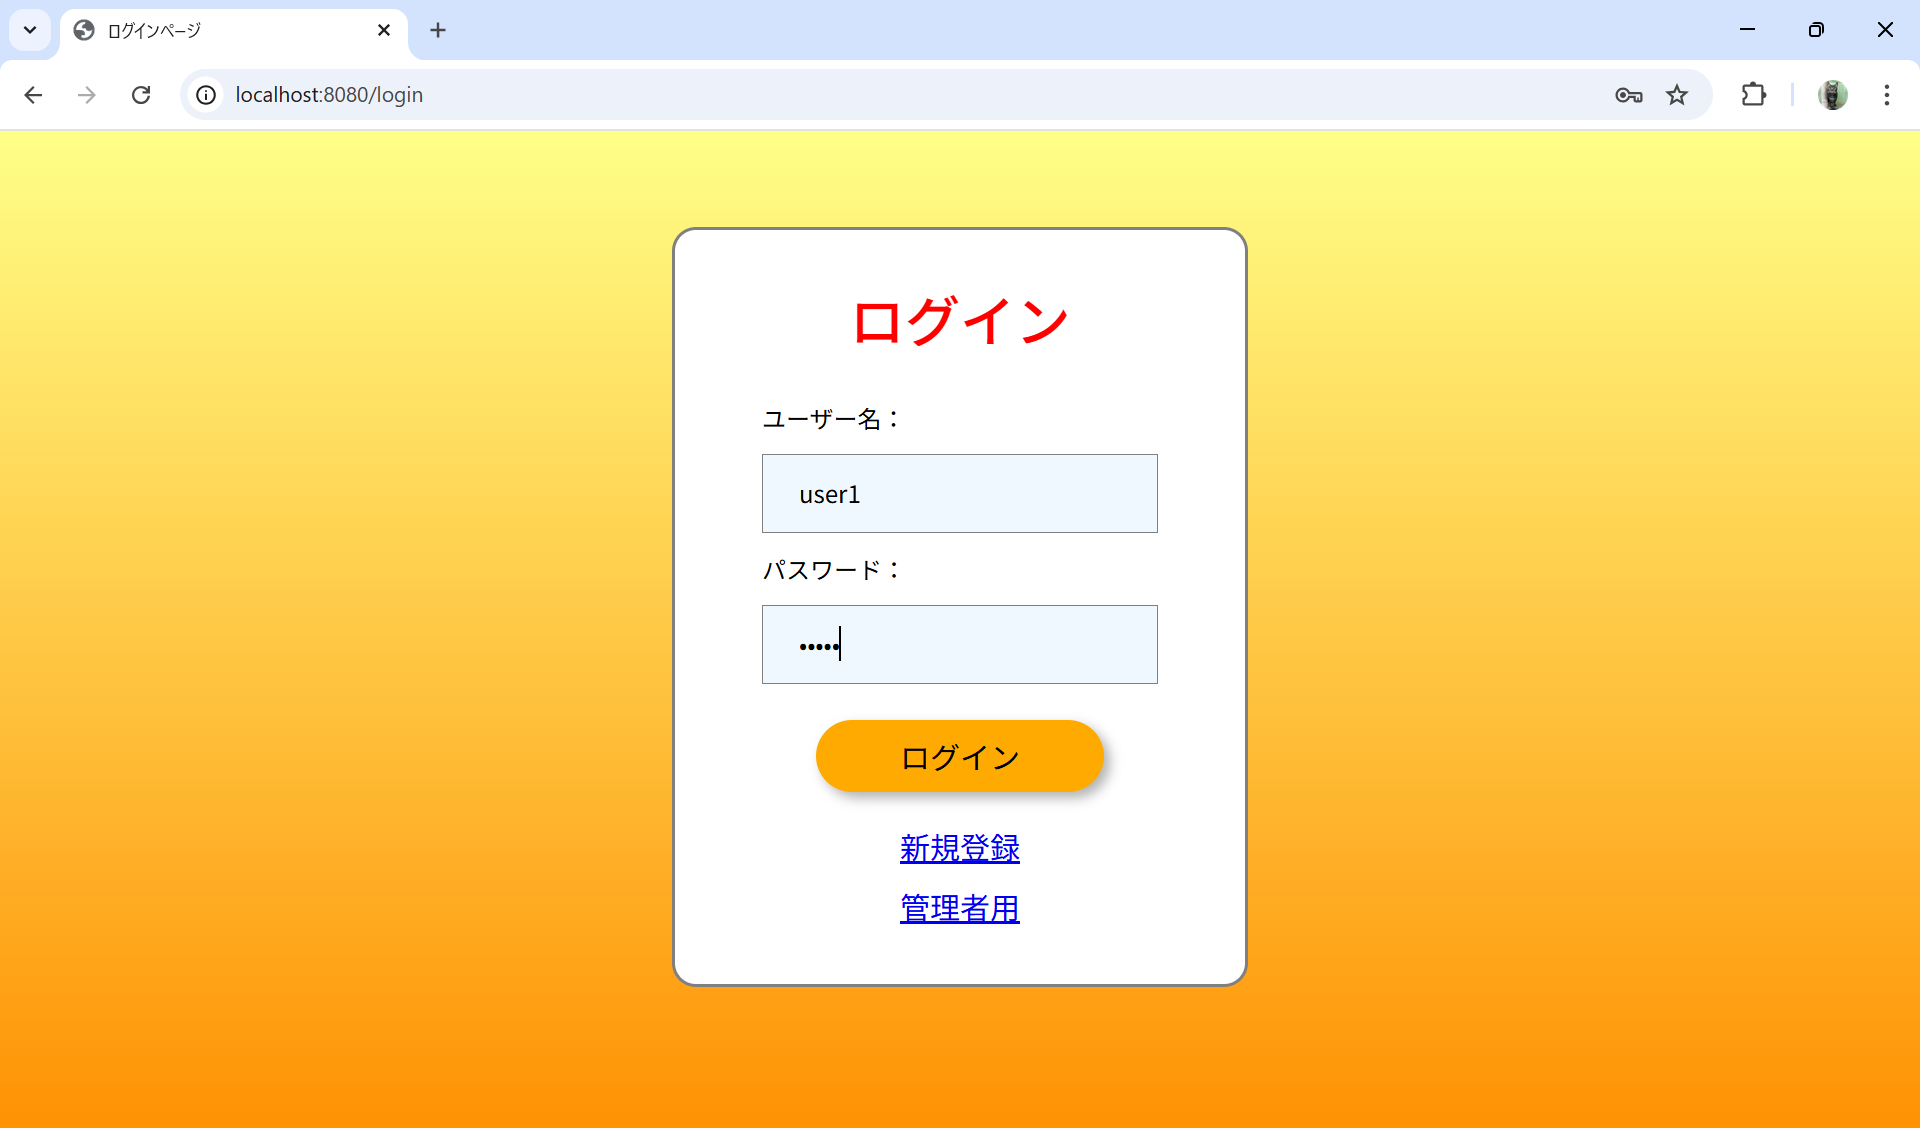 ログインページ
localhost:8080/login
ログイン
ユーザー名：
user1
パスワード：
•••••
ログイン
新規登録
管理者用